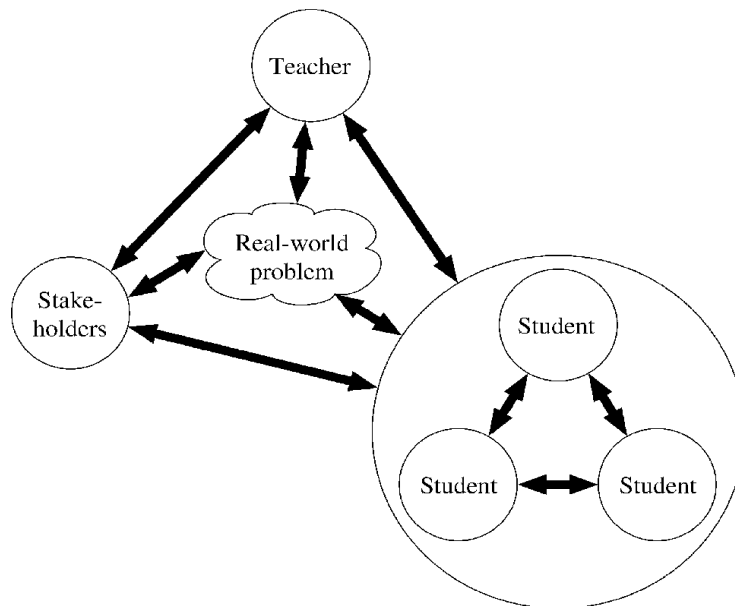 Teacher
Real-world
problem
Stake-
holders
Student
Student
Student